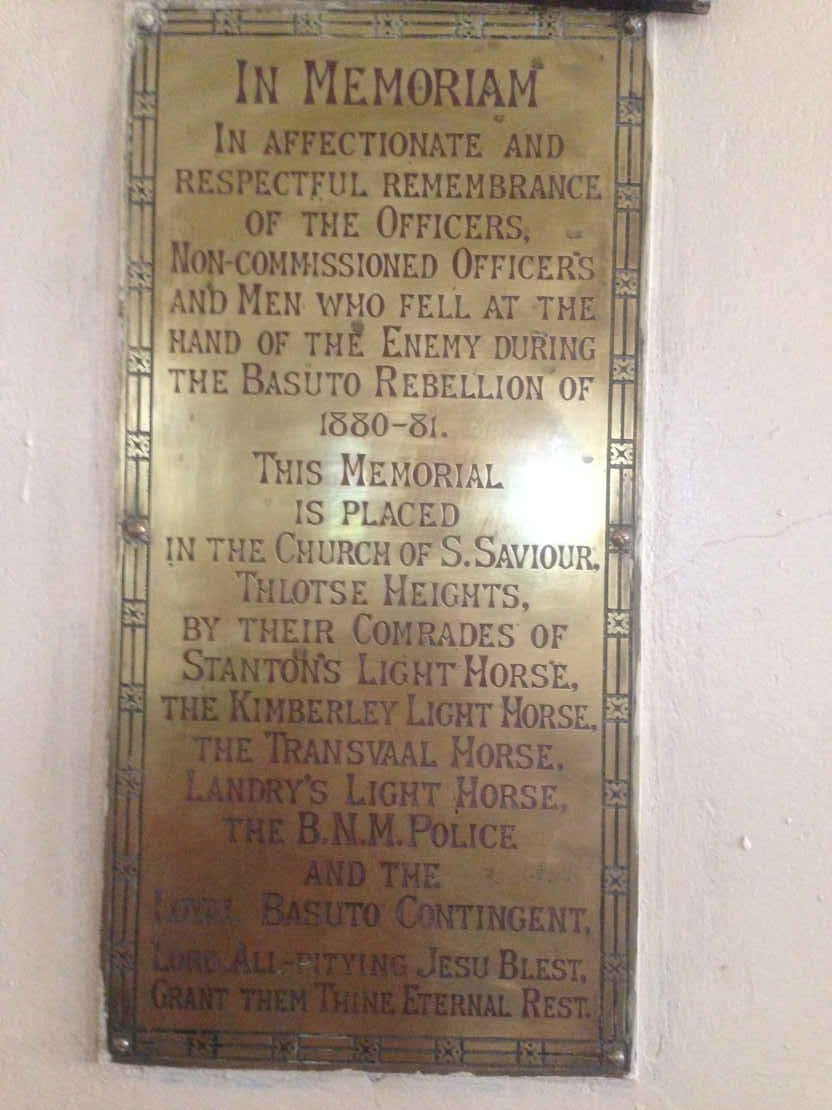 IN MEMORIAM
IN AFFECTIONATE AND
RESPECTFUL REMEMBRANCE
OF THE OFFICERS,
NON-COMMISSIONED OFFICERS
AND MEN WHO FELL AT THE
HAND OF THE ENEMY DURING
THE BASUTO REBELLION OF
1880-81.
THIS MEMORIAL
IS PLACED
IN THE CHURCH OF S. SAVIOUR,
THLOTSE HEIGHTS,
BY THEIR COMRADES OF
STANTON'S LIGHT HORSE,
THE KIMBERLEY LIGHT HORSE,
THE TRANSVAAL HORSE,
LANDRY'S LIGHT HORSE,
THE B.N.M. POLICE
AND THE
LOYAL BASUTO CONTINGENT,
LORD ALL-PITYING JESU BLEST,
GRANT THEM THINE ETERNAL REST.